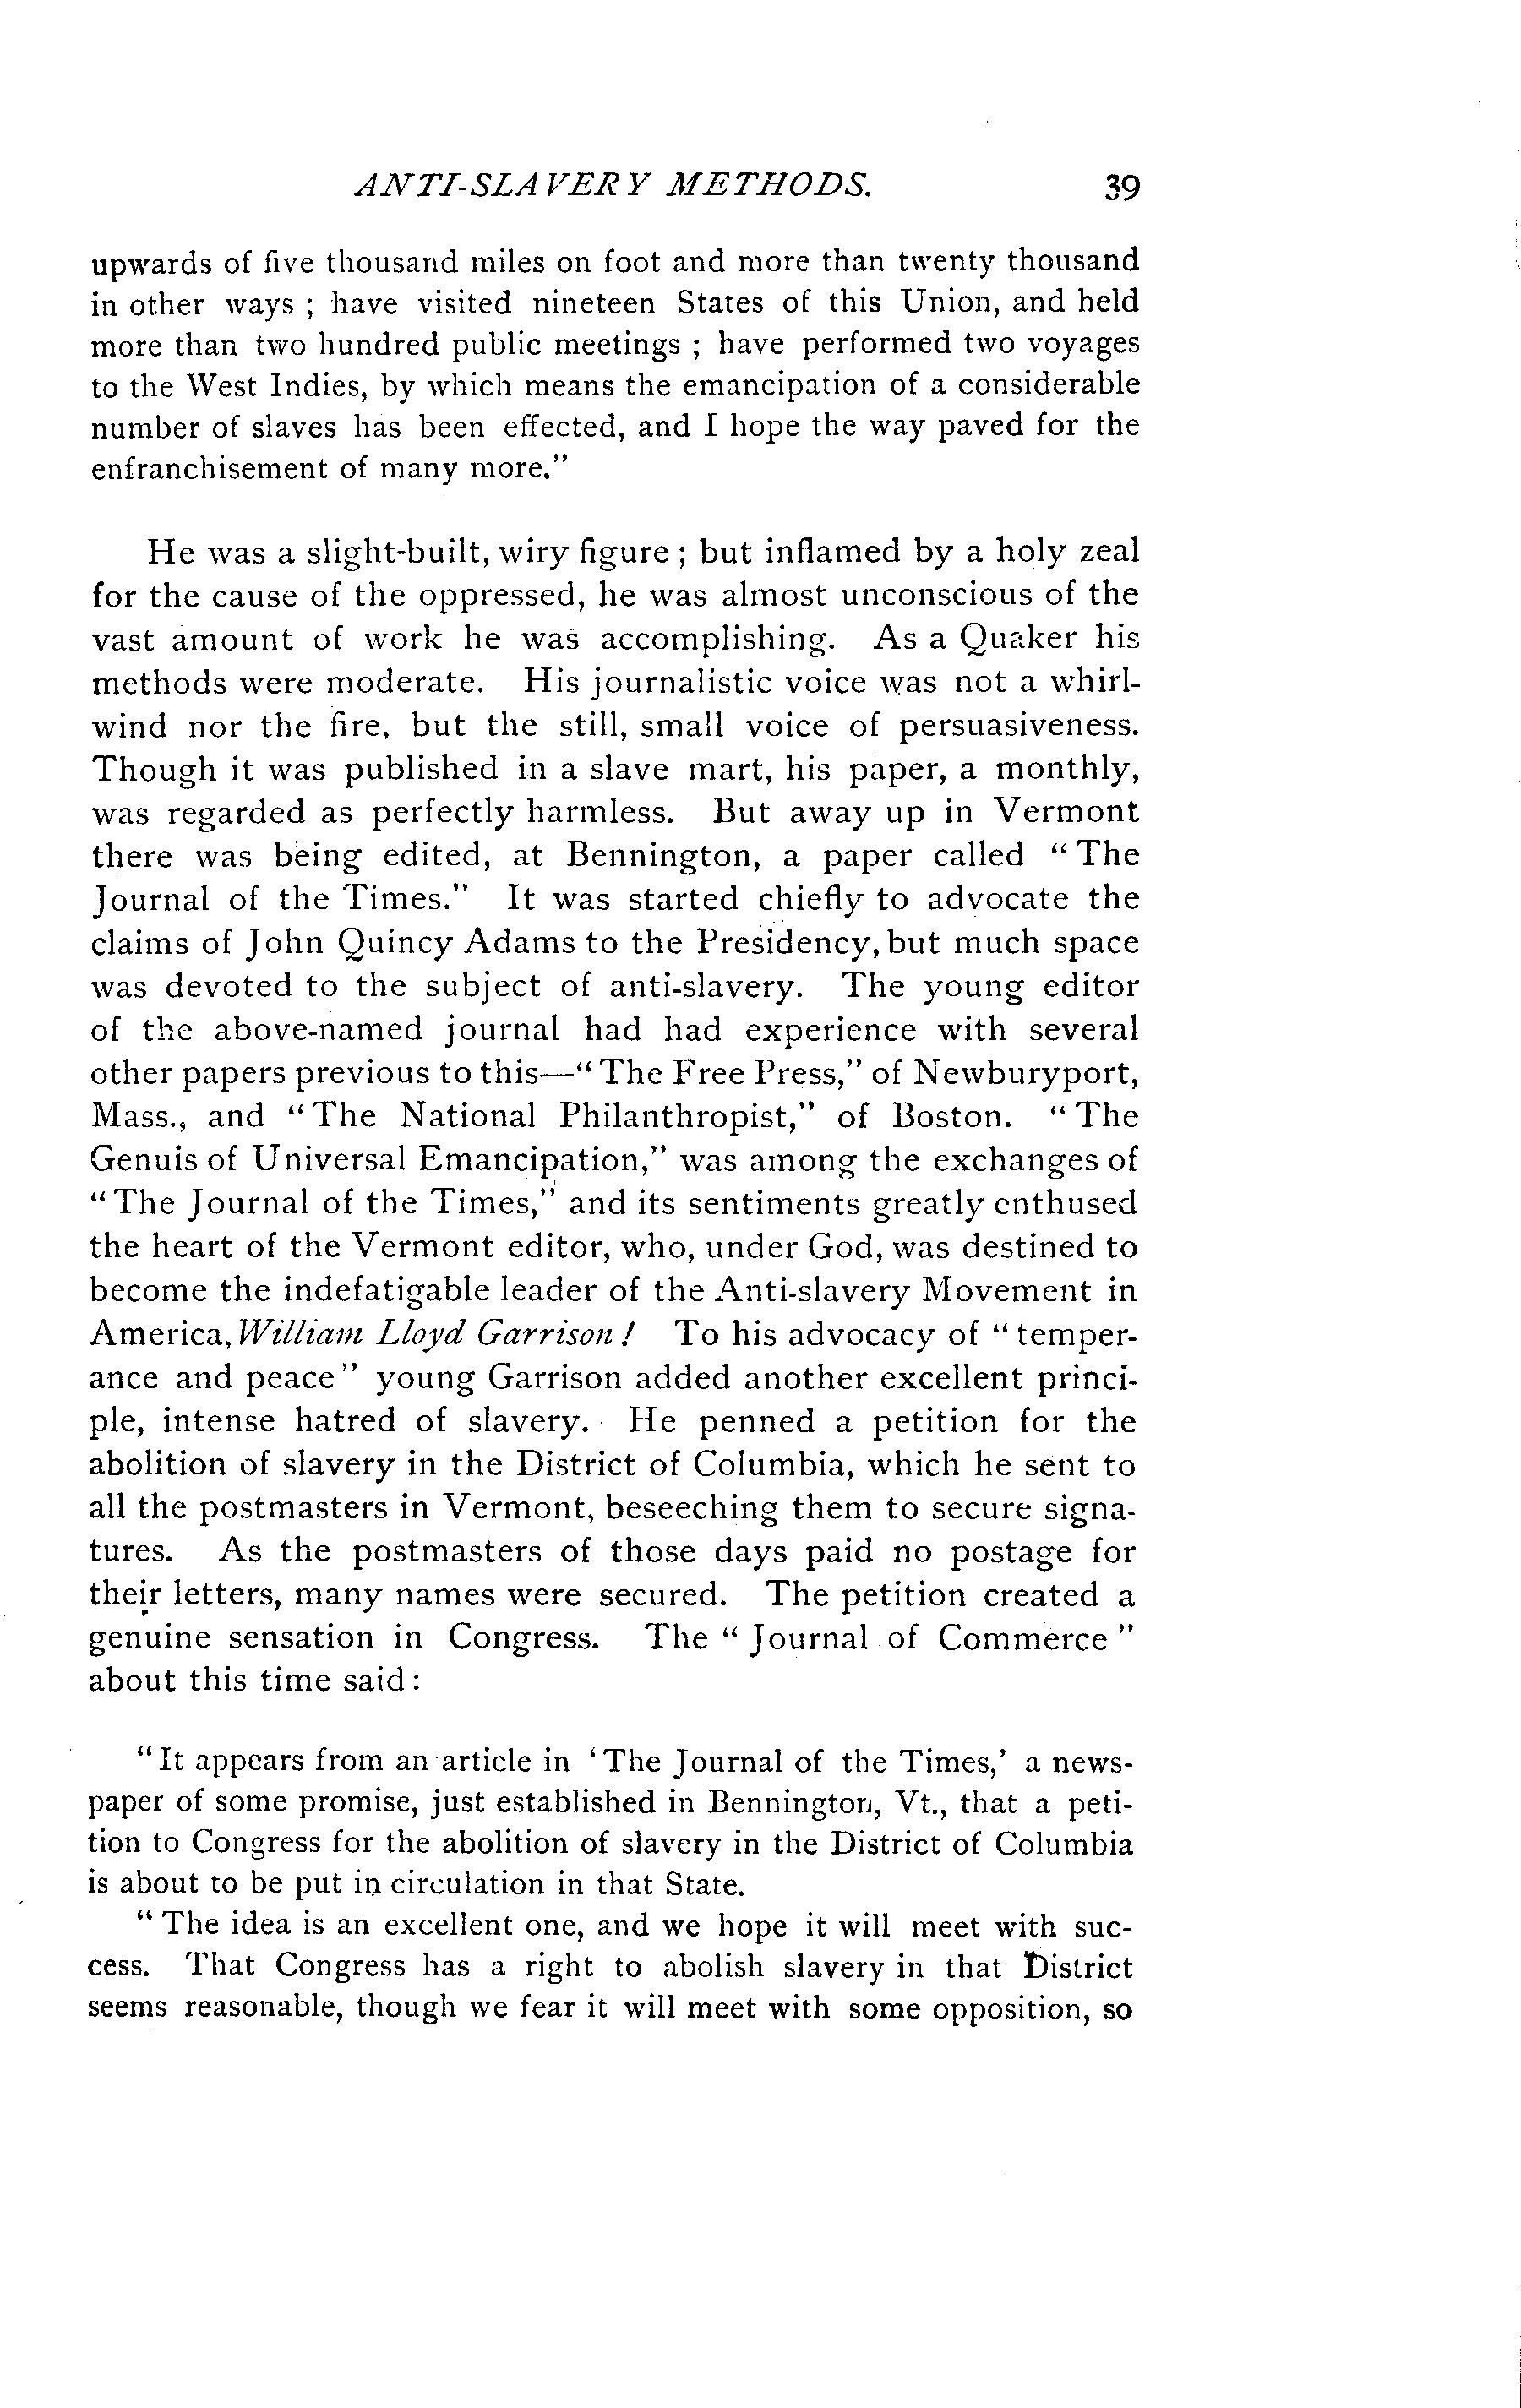 ANTI-SLAVERY METHODS. 39
upwards of five thousand miles on foot and more than twenty thousand
in other ways ; have visited nineteen States of this Union, and held
more than two hundred public meetings ; have performed two voyages
to the West Indies, by which means the emancipation of a considerable
number of slaves has been effected, and I hope the way paved for the
enfranchisement of many more."
He was a slight-built, wiry figure ; but inflamed by a holy zeal
for the cause of the oppressed, he was almost unconscious of the
vast amount of work he was accomplishing. As a Quaker his
methods were moderate. His journalistic voice was not a whirl-
wind nor the fire, but the still, small voice of persuasiveness.
Though it was published in a slave mart, his paper, a monthly,
was regarded as perfectly harmless. But away up in Vermont
there was being edited, at Bennington, a paper called " The
Journal of the Times." It was started chiefly to advocate the
claims of John Quincy Adams to the Presidency, but much space
was devoted to the subject of anti-slavery. The young editor
of the above-named journal had had experience with several
other papers previous to this—" The Free Press," of Newburyport,
Mass., and " The National Philanthropist," of Boston. " The
Genuis of Universal Emancipation," was among the exchanges of
" The Journal of the Times," and its sentiments greatly enthused
the heart of the Vermont editor, who, under God, was destined to
become the indefatigable leader of the Anti-slavery Movement in
America, William Lloyd Garrison ! To his advocacy of " temper-
ance and peace" young Garrison added another excellent princi-
ple, intense hatred of slavery. He penned a petition for the
abolition of slavery in the District of Columbia, which he sent to
all the postmasters in Vermont, beseeching them to secure signa-
tures. As the postmasters of those days paid no postage for
their letters, many names were secured. The petition created a
genuine sensation in Congress. The " Journal of Commerce "
about this time said :
" It appears from an article in ' The Journal of the Times,' a news-
paper of some promise, just established in Bennington, Vt., that a peti-
tion to Congress for the abolition of slavery in the District of Columbia
is about to be put in circulation in that State.
" The idea is an excellent one, and we hope it will meet with suc-
cess. That Congress has a right to abolish slavery in that District
seems reasonable, though we fear it will meet with some opposition, so